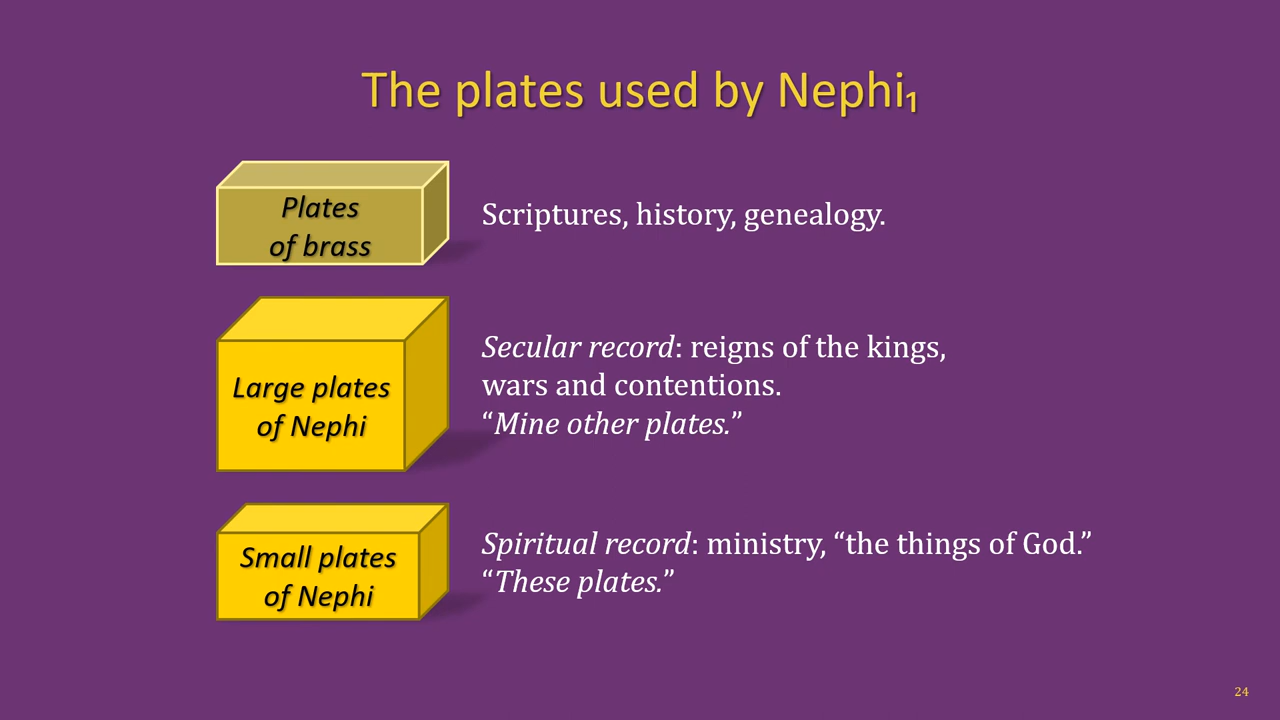 The plates used by Nephi₁
Plates
of brass
Scriptures, history, genealogy.
Large plates
of Nephi
Secular record: reigns of the kings,
wars and contentions.
“Mine other plates.”
Small plates
of Nephi
Spiritual record: ministry, “the things of God.”
“These plates.”
24